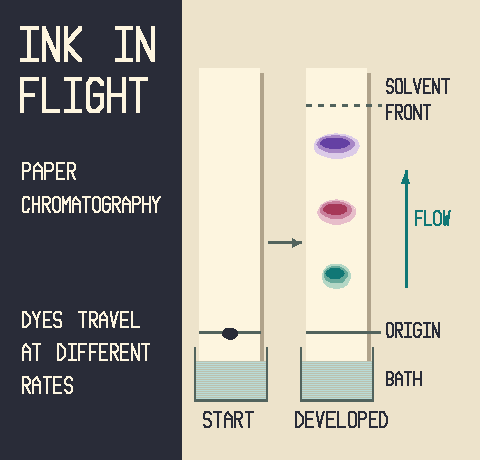 INK IN
FLIGHT
PAPER
CHROMATOGRAPHY
DYES TRAVEL
AT DIFFERENT
RATES
SOLVENT
FRONT
FLOW
ORIGIN
BATH
START
DEVELOPED